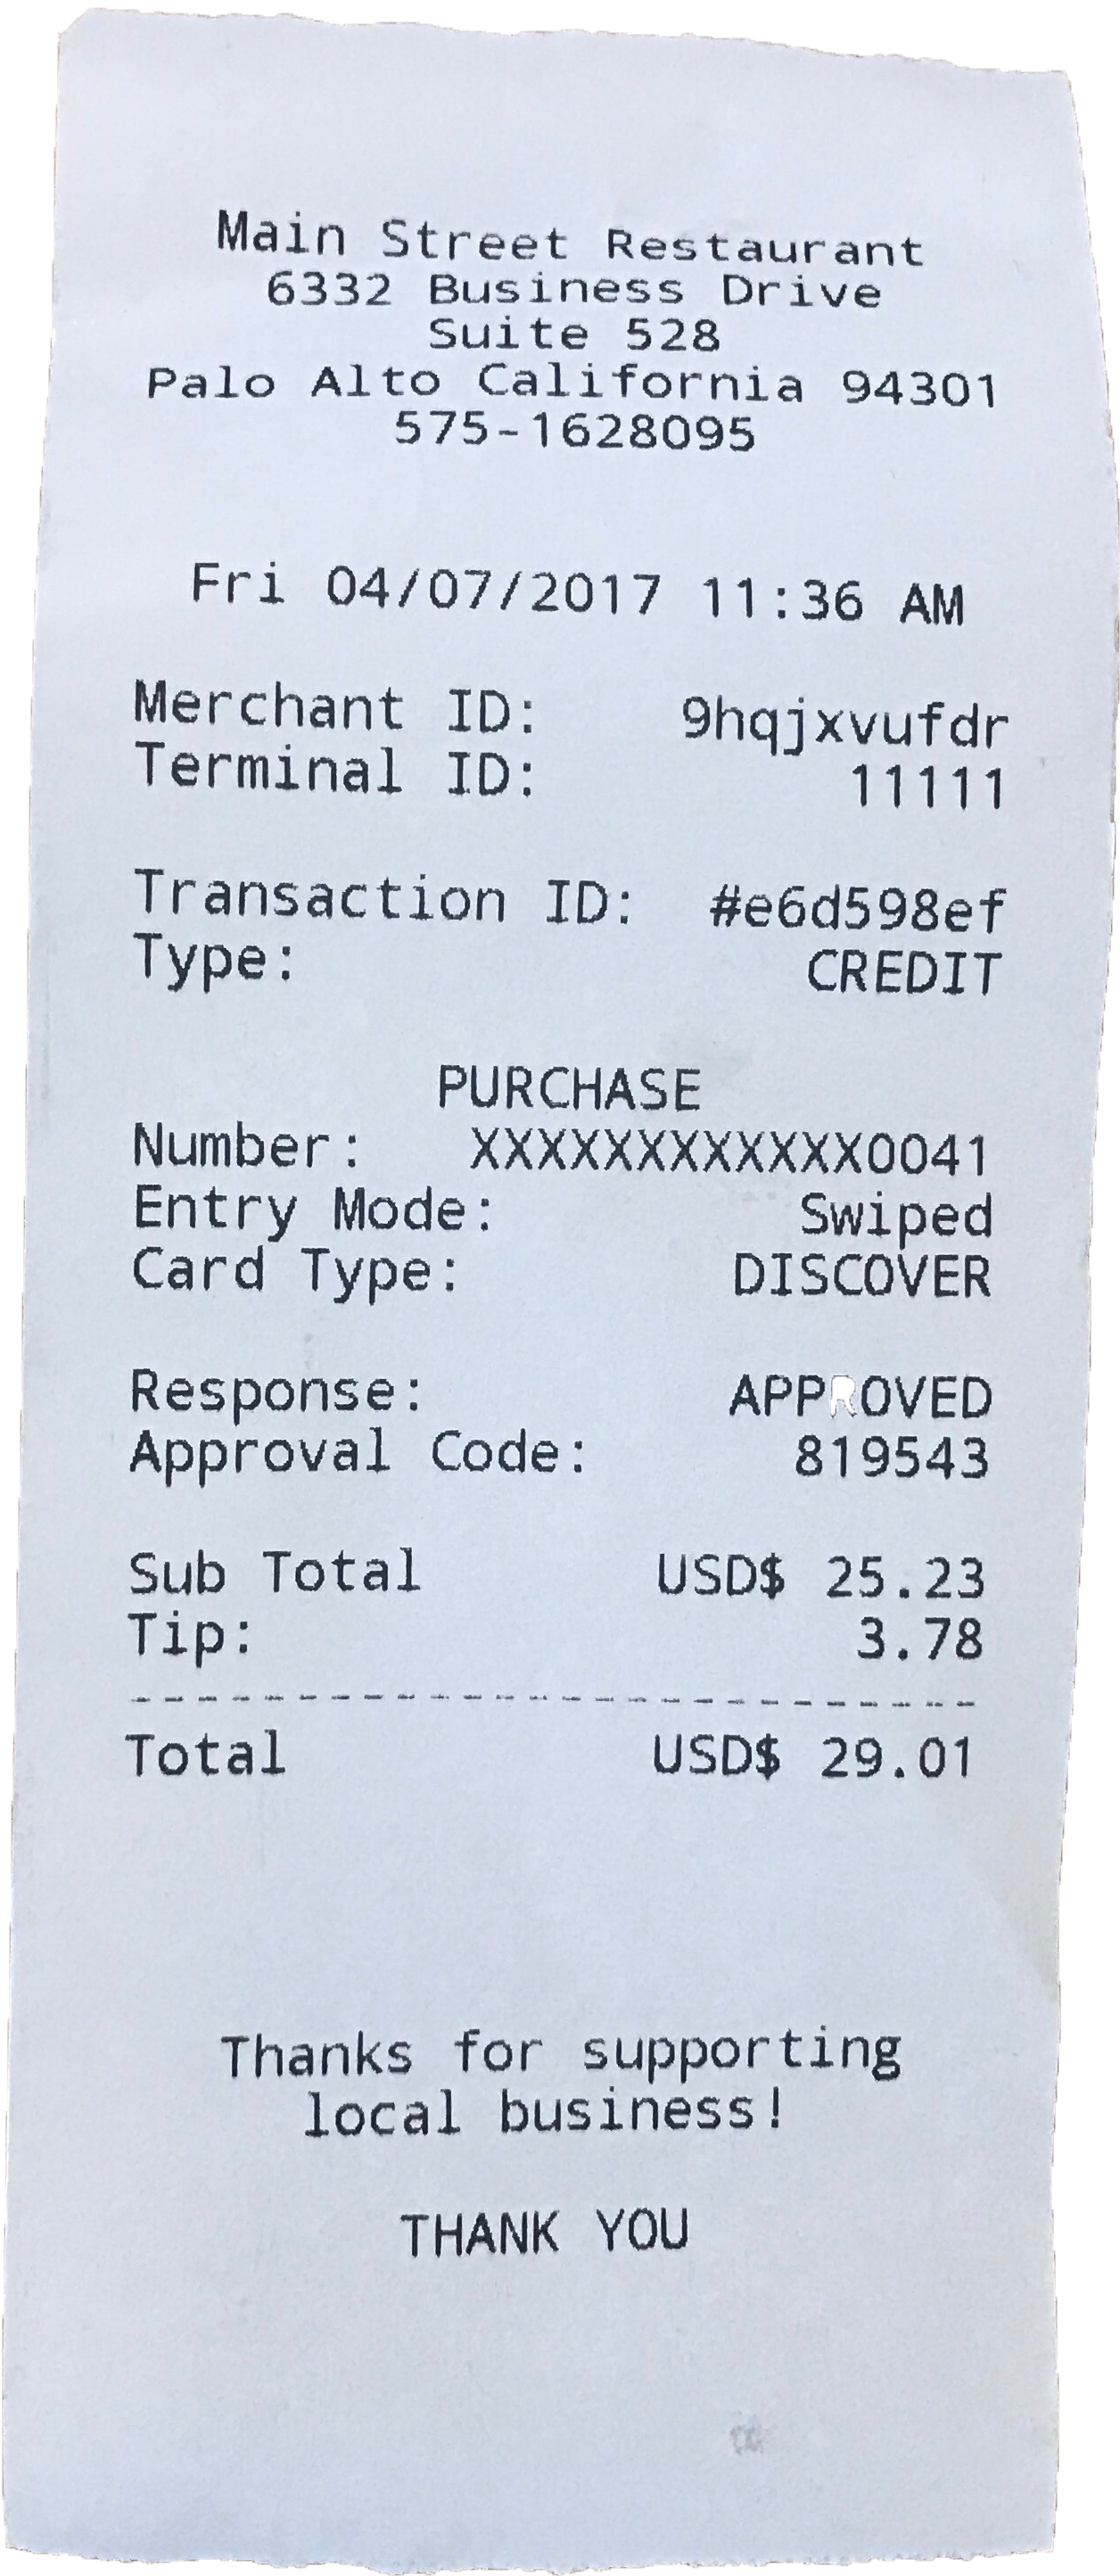 Main Street Restaurant
6332 Business Drive
Suite 528
Palo Alto California 94301
575-1628095
Fri 04/07/2017 11:36 AM
Merchant ID: 9hqjxvufdr
Terminal ID: 11111
Transaction ID: #e6d598ef
Type: CREDIT
PURCHASE
Number: XXXXXXXXXXXX0041
Entry Mode: Swiped
Card Type: DISCOVER
Response: APPROVED
Approval Code: 819543
Sub Total USD$ 25.23
Tip: 3.78
--------------------------
Total USD$ 29.01
Thanks for supporting
local business!
THANK YOU